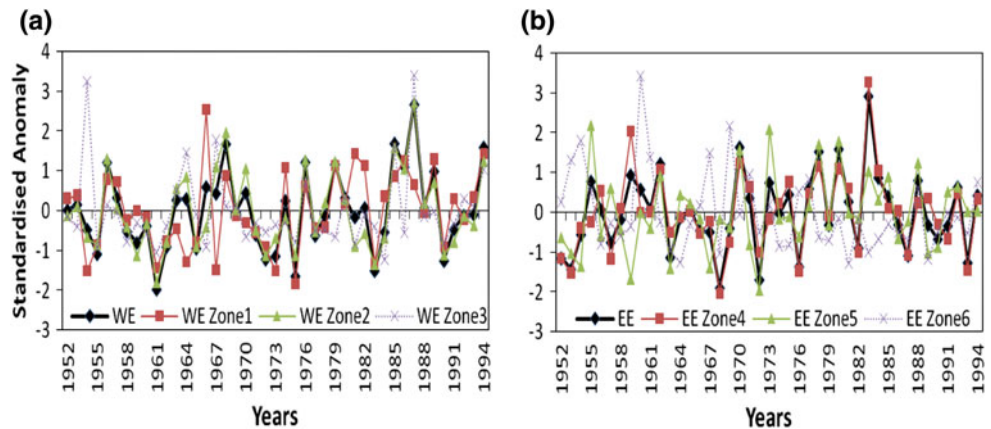 (a)
Standardised Anomaly
4
3
2
1
0
-1
-2
-3
WE WE Zone1 WE Zone2 WE Zone3
1952 1955 1958 1961 1964 1967 1970 1973 1976 1979 1982 1985 1988 1991 1994
Years
(b)
4
3
2
1
0
-1
-2
-3
EE EE Zone4 EE Zone5 EE Zone6
1952 1955 1958 1961 1964 1967 1970 1973 1976 1979 1982 1985 1988 1991 1994
Years